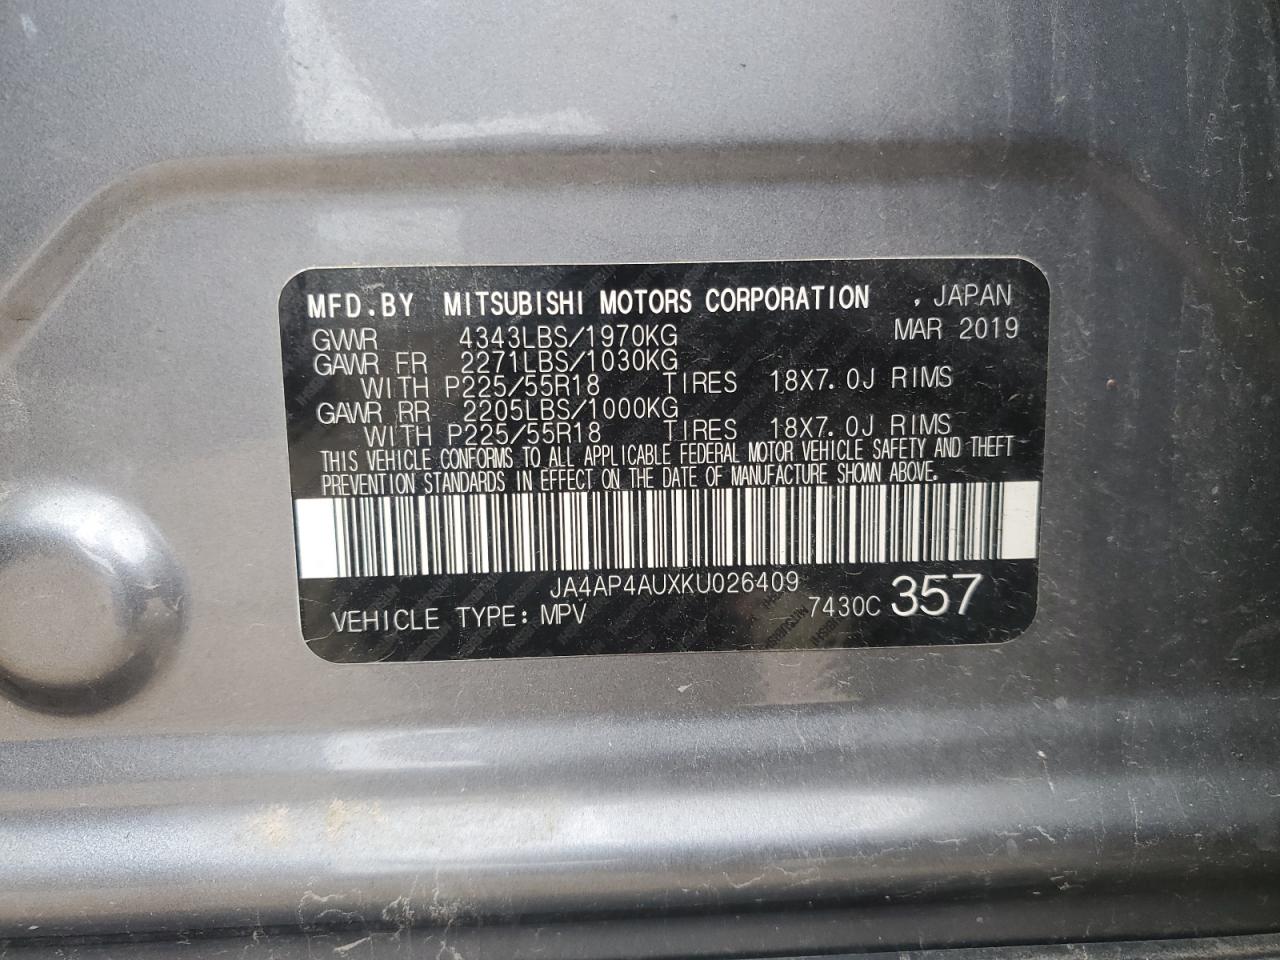 MFD.BY MITSUBISHI MOTORS CORPORATION , JAPAN
GVWR 4343LBS/1970KG MAR 2019
GAWR FR 2271LBS/1030KG
WITH P225/55R18 TIRES 18X7.0J RIMS
GAWR RR 2205LBS/1000KG
WITH P225/55R18 TIRES 18X7.0J RIMS
THIS VEHICLE CONFORMS TO ALL APPLICABLE FEDERAL MOTOR VEHICLE SAFETY AND THEFT
PREVENTION STANDARDS IN EFFECT ON THE DATE OF MANUFACTURE SHOWN ABOVE.
JA4AP4AUXKU026409
VEHICLE TYPE: MPV 7430C 357